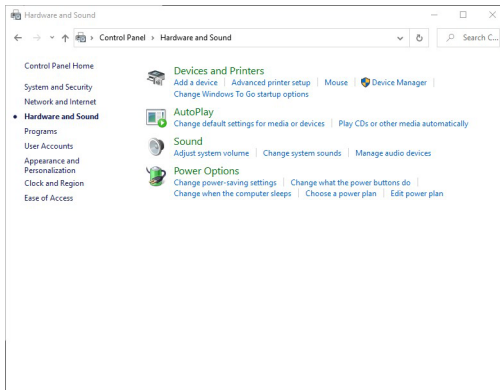 Hardware and Sound
Control Panel › Hardware and Sound
Search C...
Control Panel Home
System and Security
Network and Internet
Hardware and Sound
Programs
User Accounts
Appearance and
Personalization
Clock and Region
Ease of Access
Devices and Printers
Add a device | Advanced printer setup | Mouse | Device Manager |
Change Windows To Go startup options
AutoPlay
Change default settings for media or devices | Play CDs or other media automatically
Sound
Adjust system volume | Change system sounds | Manage audio devices
Power Options
Change power-saving settings | Change what the power buttons do |
Change when the computer sleeps | Choose a power plan | Edit power plan